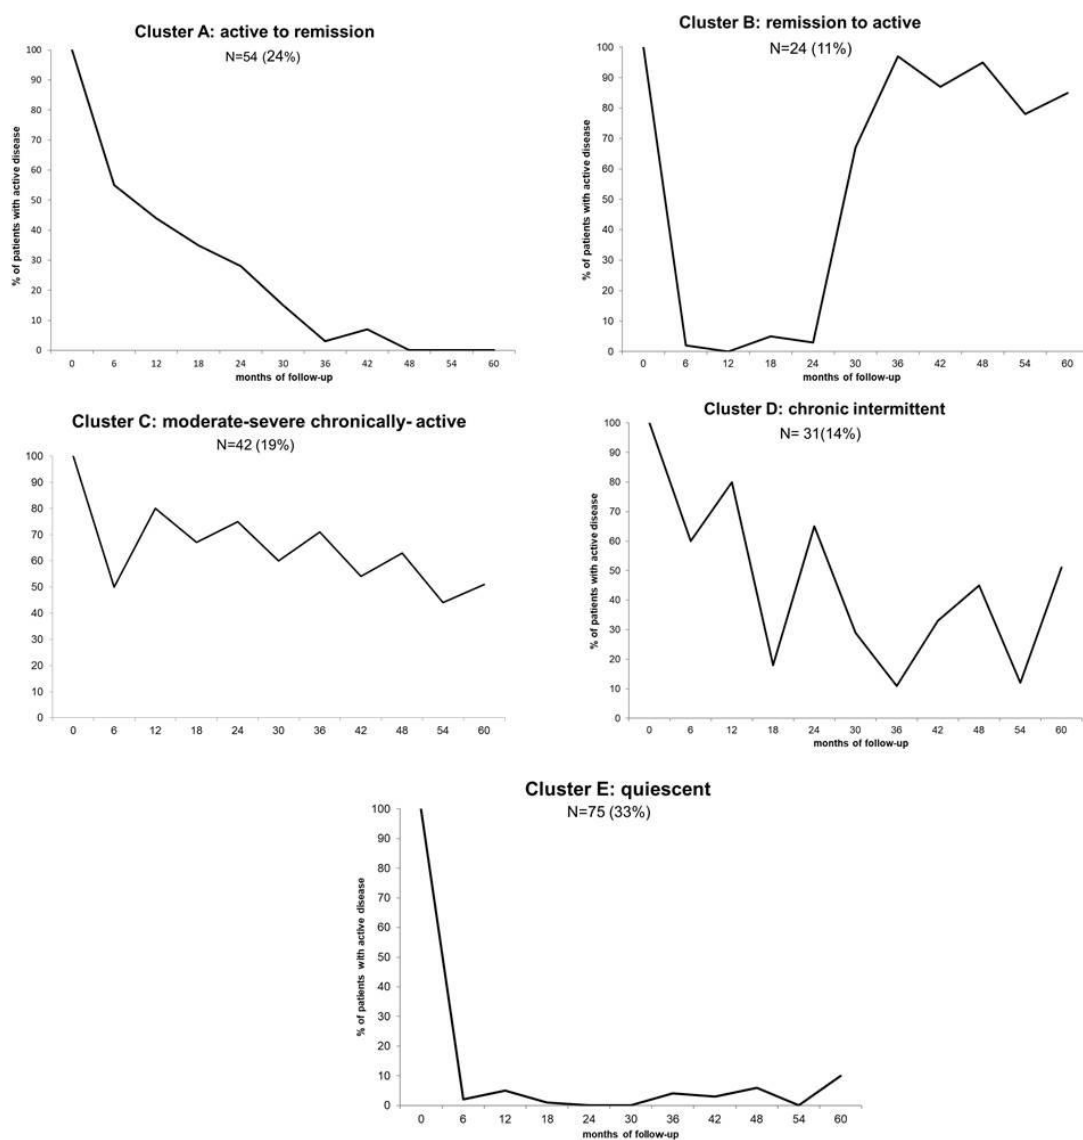 Cluster A: active to remission
N=54 (24%)
% of patients with active disease
100
90
80
70
60
50
40
30
20
10
0
0 6 12 18 24 30 36 42 48 54 60
months of follow-up
Cluster B: remission to active
N=24 (11%)
% of patients with active disease
100
90
80
70
60
50
40
30
20
10
0
0 6 12 18 24 30 36 42 48 54 60
months of follow-up
Cluster C: moderate-severe chronically- active
N=42 (19%)
100
90
80
70
60
50
40
30
20
10
0
0 6 12 18 24 30 36 42 48 54 60
Cluster D: chronic intermittent
N= 31(14%)
% of patients with active disease
100
90
80
70
60
50
40
30
20
10
0
0 6 12 18 24 30 36 42 48 54 60
months of follow-up
Cluster E: quiescent
N=75 (33%)
% of patients with active disease
100
90
80
70
60
50
40
30
20
10
0
0 6 12 18 24 30 36 42 48 54 60
months of follow-up